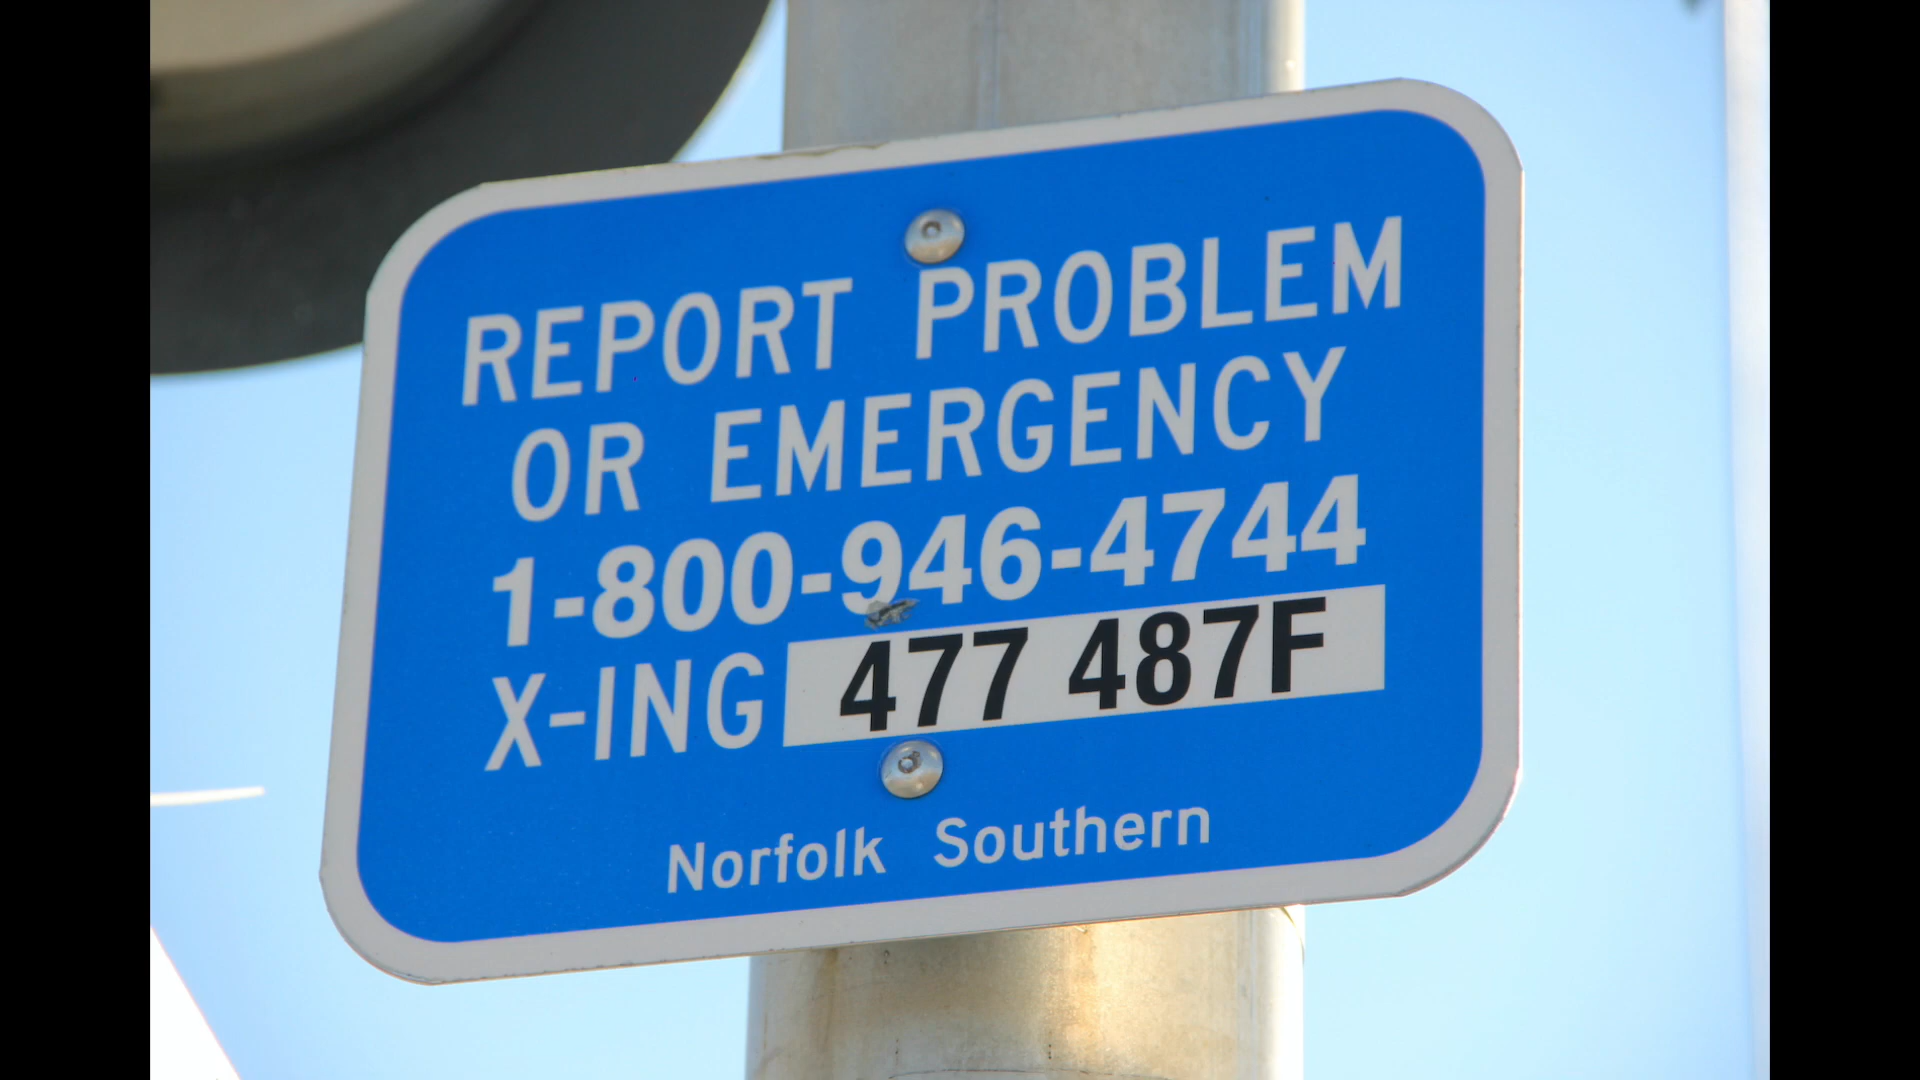 REPORT PROBLEM
OR EMERGENCY
1-800-946-4744
X-ING 477 487F
Norfolk Southern